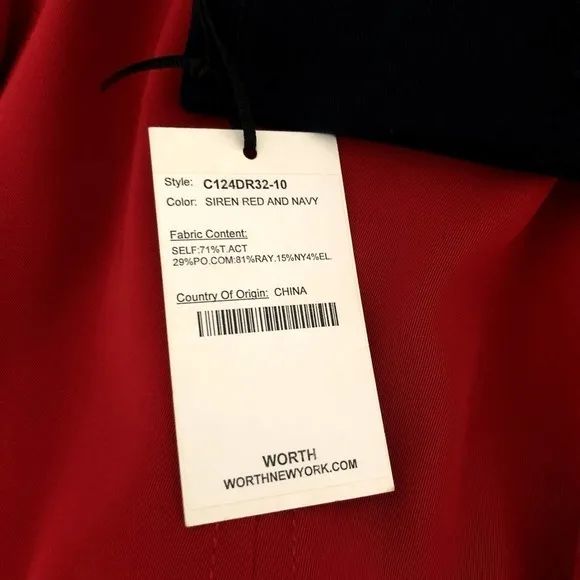 Style: C124DR32-10
Color: SIREN RED AND NAVY
Fabric Content:
SELF:71%T.ACT
29%PO.COM:81%RAY.15%NY4%EL.
Country Of Origin: CHINA
WORTH
WORTHNEWYORK.COM